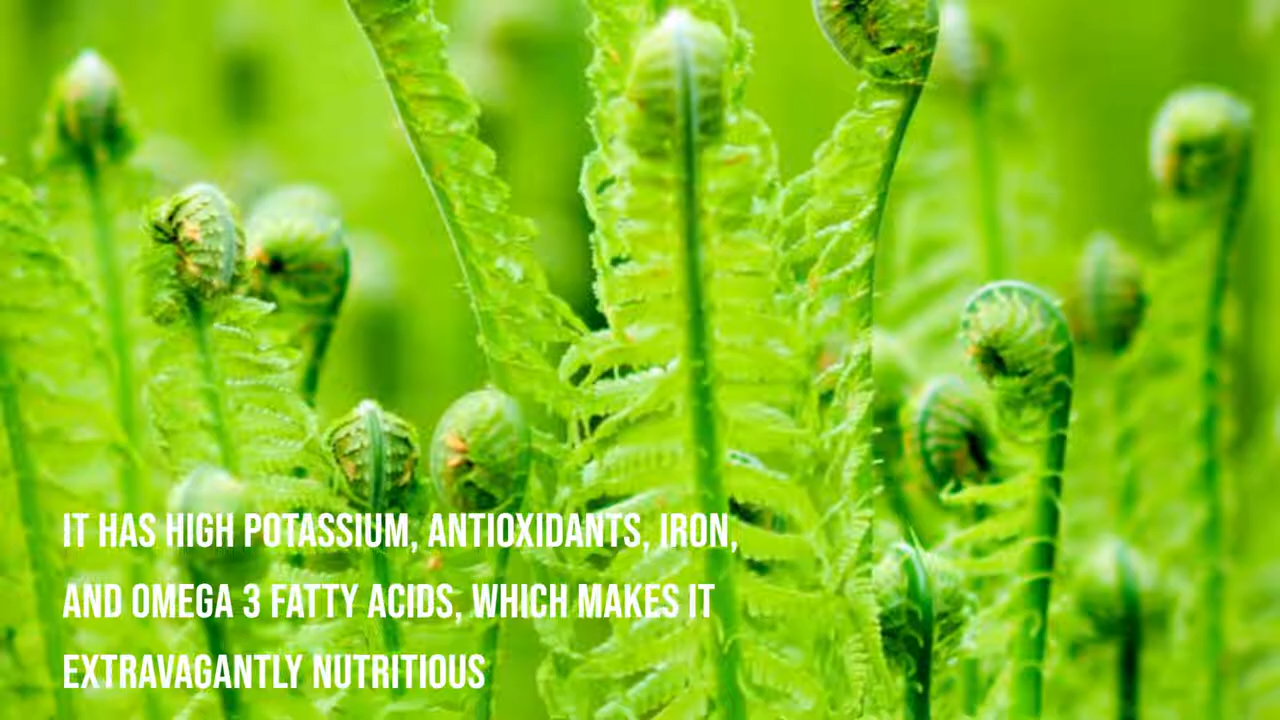 IT HAS HIGH POTASSIUM, ANTIOXIDANTS, IRON,
AND OMEGA 3 FATTY ACIDS, WHICH MAKES IT
EXTRAVAGANTLY NUTRITIOUS